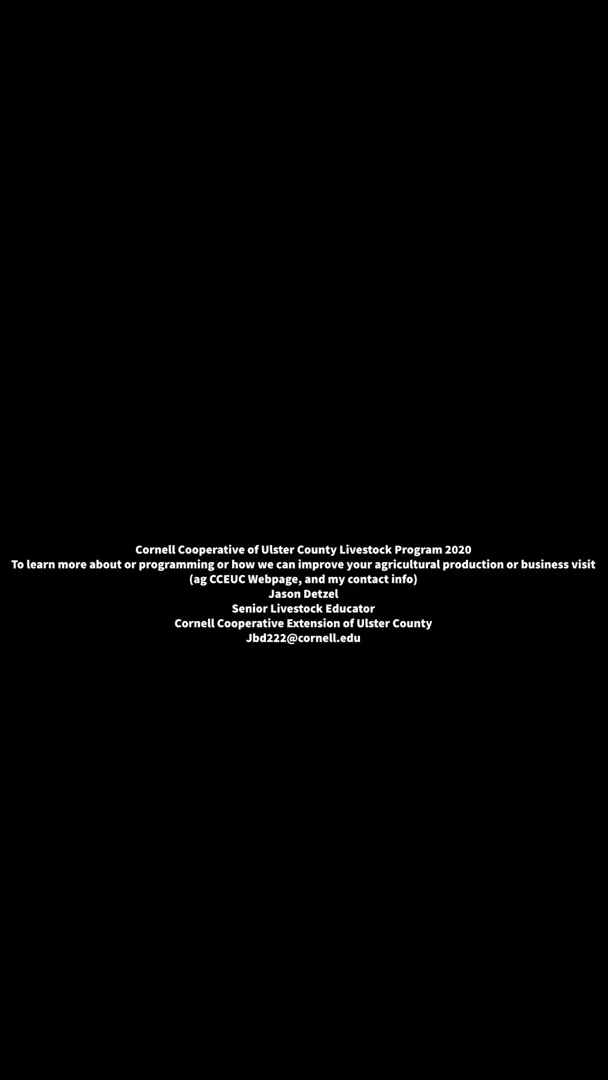 Cornell Cooperative of Ulster County Livestock Program 2020
To learn more about or programming or how we can improve your agricultural production or business visit
(ag CCEUC Webpage, and my contact info)
Jason Detzel
Senior Livestock Educator
Cornell Cooperative Extension of Ulster County
Jbd222@cornell.edu